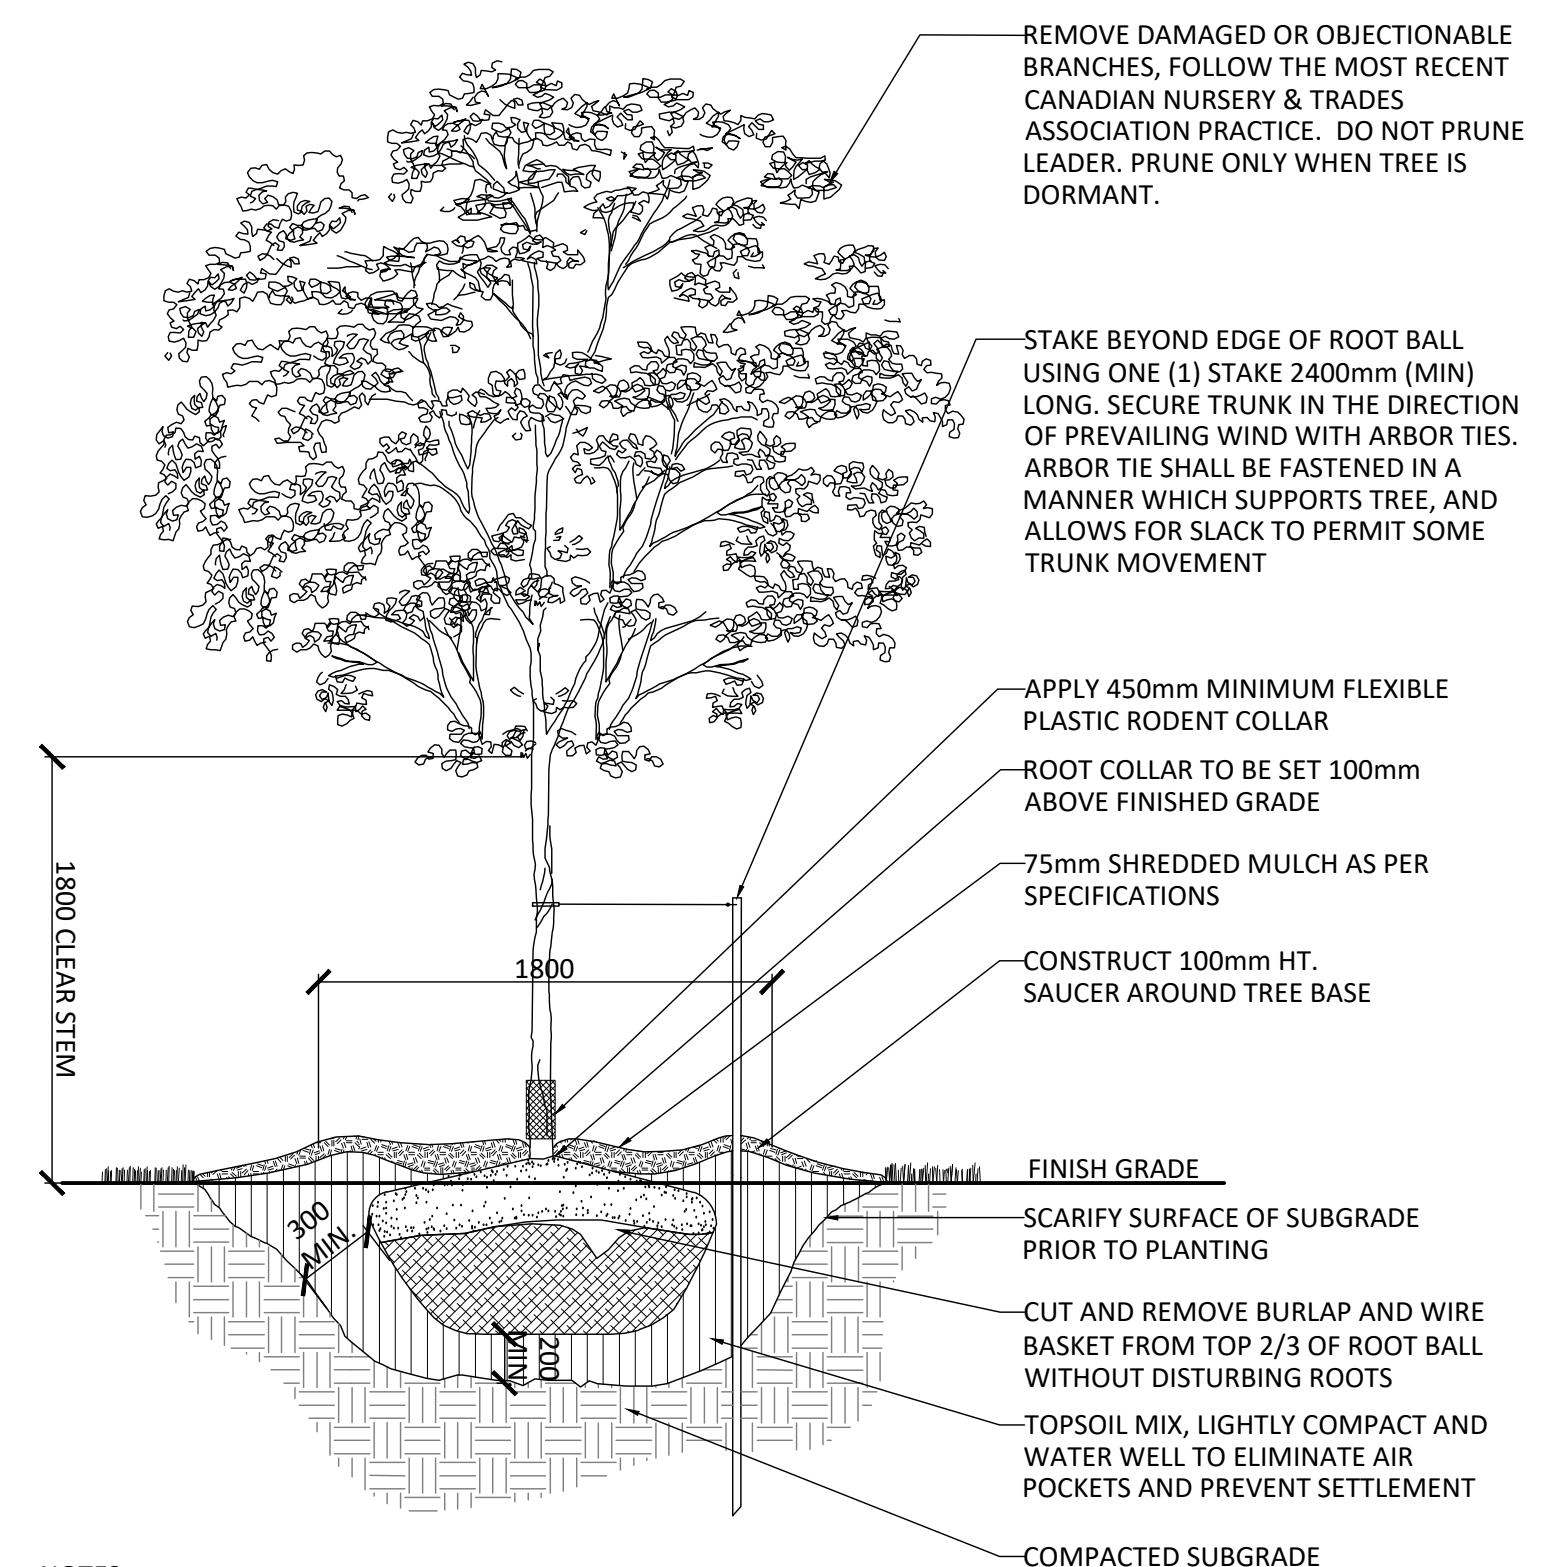 REMOVE DAMAGED OR OBJECTIONABLE
BRANCHES, FOLLOW THE MOST RECENT
CANADIAN NURSERY & TRADES
ASSOCIATION PRACTICE.  DO NOT PRUNE
LEADER. PRUNE ONLY WHEN TREE IS
DORMANT.
STAKE BEYOND EDGE OF ROOT BALL
USING ONE (1) STAKE 2400mm (MIN)
LONG. SECURE TRUNK IN THE DIRECTION
OF PREVAILING WIND WITH ARBOR TIES.
ARBOR TIE SHALL BE FASTENED IN A
MANNER WHICH SUPPORTS TREE, AND
ALLOWS FOR SLACK TO PERMIT SOME
TRUNK MOVEMENT
APPLY 450mm MINIMUM FLEXIBLE
PLASTIC RODENT COLLAR
ROOT COLLAR TO BE SET 100mm
ABOVE FINISHED GRADE
75mm SHREDDED MULCH AS PER
SPECIFICATIONS
1800 CLEAR STEM
1800
CONSTRUCT 100mm HT.
SAUCER AROUND TREE BASE
FINISH GRADE
300
MIN.
SCARIFY SURFACE OF SUBGRADE
PRIOR TO PLANTING
CUT AND REMOVE BURLAP AND WIRE
BASKET FROM TOP 2/3 OF ROOT BALL
WITHOUT DISTURBING ROOTS
200
MIN
TOPSOIL MIX, LIGHTLY COMPACT AND
WATER WELL TO ELIMINATE AIR
POCKETS AND PREVENT SETTLEMENT
COMPACTED SUBGRADE